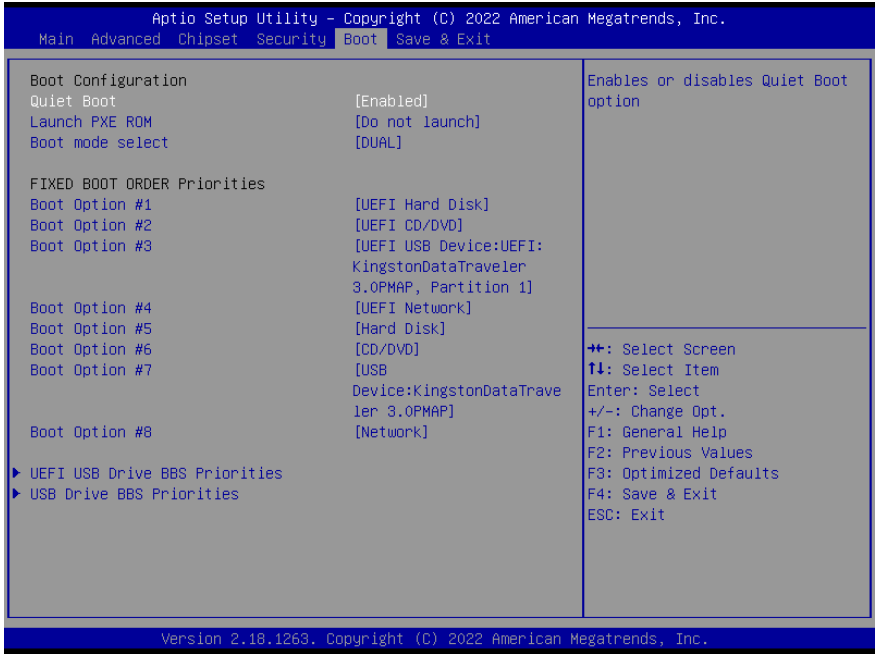 Aptio Setup Utility – Copyright (C) 2022 American Megatrends, Inc.
Main Advanced Chipset Security Boot Save & Exit
Boot Configuration
Quiet Boot [Enabled]
Launch PXE ROM [Do not launch]
Boot mode select [DUAL]
FIXED BOOT ORDER Priorities
Boot Option #1 [UEFI Hard Disk]
Boot Option #2 [UEFI CD/DVD]
Boot Option #3 [UEFI USB Device:UEFI:
KingstonDataTraveler
3.0PMAP, Partition 1]
Boot Option #4 [UEFI Network]
Boot Option #5 [Hard Disk]
Boot Option #6 [CD/DVD]
Boot Option #7 [USB
Device:KingstonDataTrave
ler 3.0PMAP]
Boot Option #8 [Network]
UEFI USB Drive BBS Priorities
USB Drive BBS Priorities
Enables or disables Quiet Boot
option
→←: Select Screen
↑↓: Select Item
Enter: Select
+/-: Change Opt.
F1: General Help
F2: Previous Values
F3: Optimized Defaults
F4: Save & Exit
ESC: Exit
Version 2.18.1263. Copyright (C) 2022 American Megatrends, Inc.